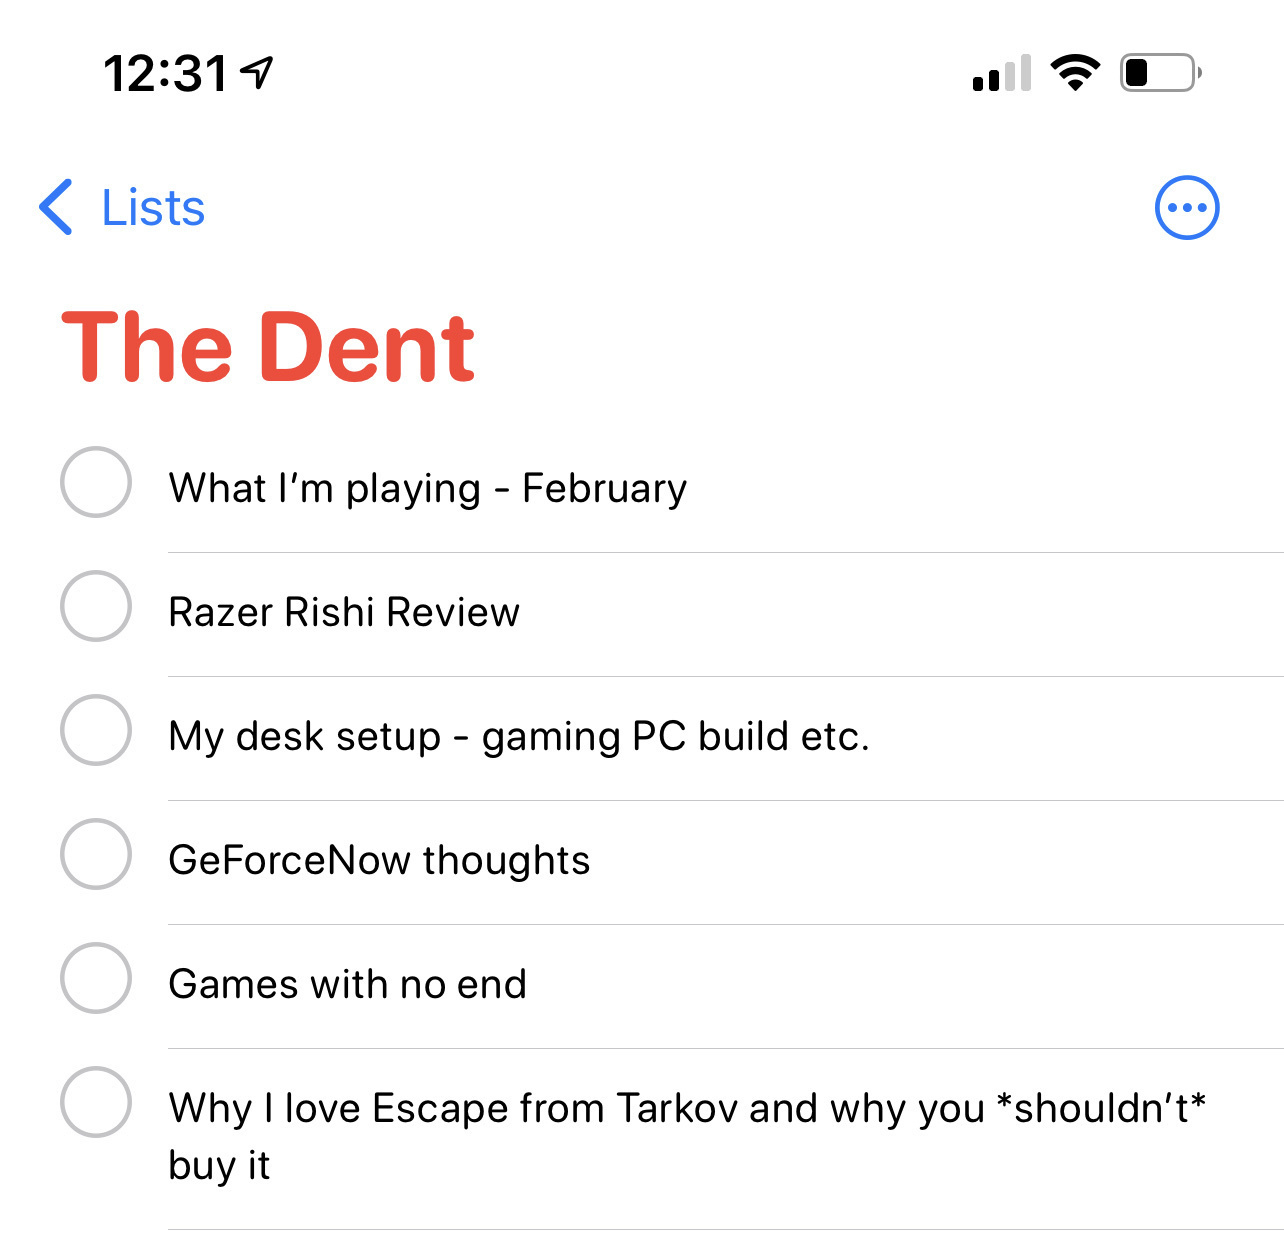 12:31
Lists
The Dent
What I’m playing - February
Razer Rishi Review
My desk setup - gaming PC build etc.
GeForceNow thoughts
Games with no end
Why I love Escape from Tarkov and why you *shouldn’t*
buy it